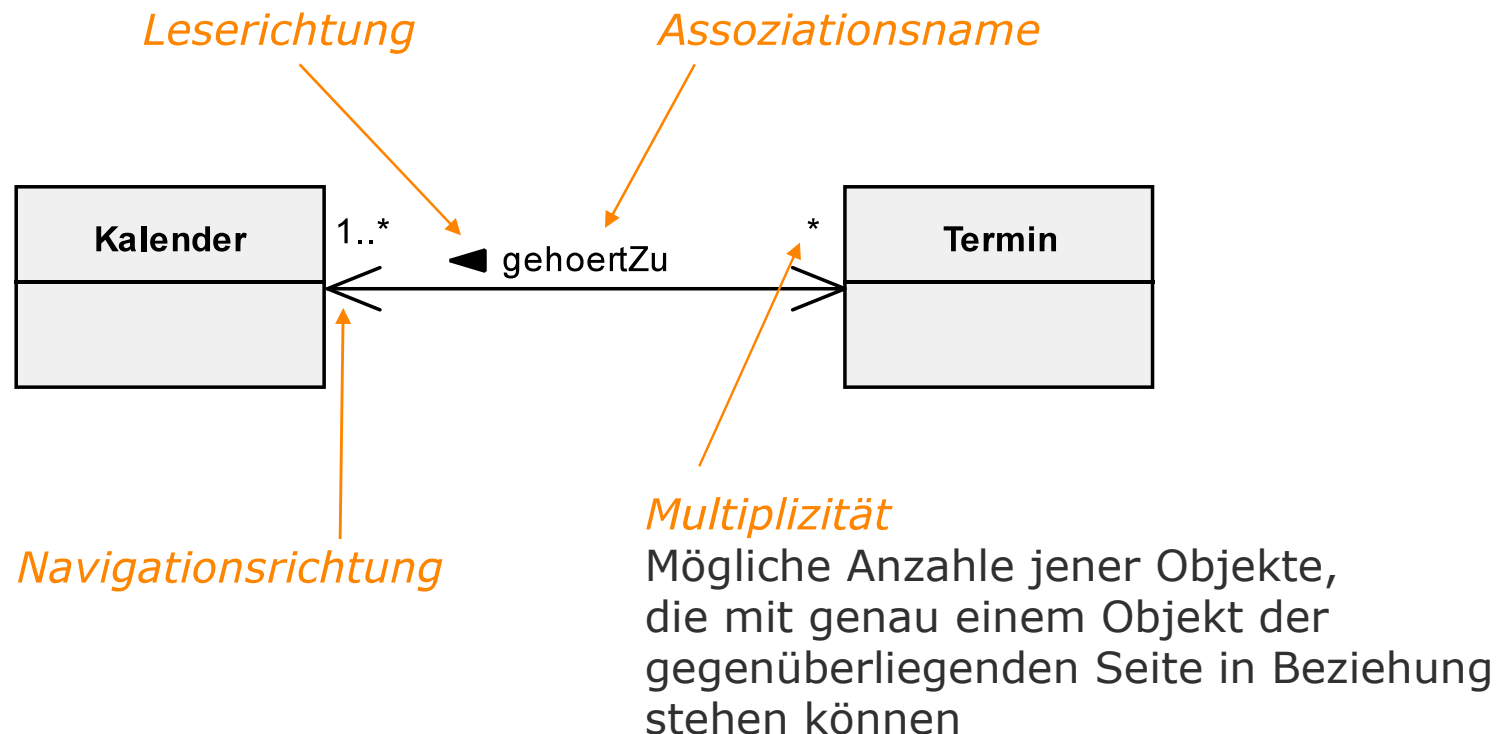 Leserichtung
Assoziationsname
Kalender
1..*
gehoertZu
*
Termin
Navigationsrichtung
Multiplizität
Mögliche Anzahle jener Objekte,
die mit genau einem Objekt der
gegenüberliegenden Seite in Beziehung
stehen können